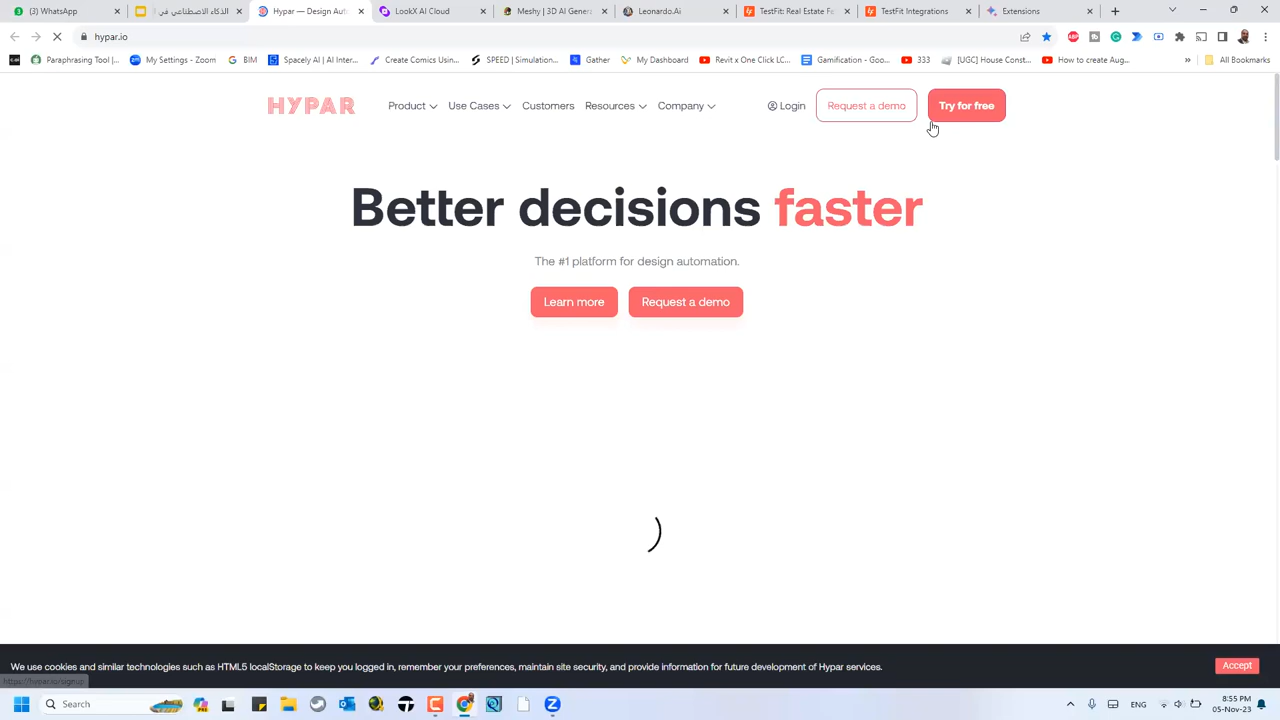 (3) WhatsApp
الذكاء الاصطناعي في ا
Hypar — Design Auto
LookX AI Cloud
Meshy | 3D AI Genera
Leonardo.Ai
TestFit: Real Estate Fe
TestFit Integrations
Extensions
hypar.io
Paraphrasing Tool |
My Settings - Zoom
BIM
Spacely AI | AI Inter...
Create Comics Usin...
SPEED | Simulation...
Gather
My Dashboard
Revit x One Click LC...
Gamification - Goo...
333
[UGC] House Const...
How to create Aug...
»
All Bookmarks
HYPAR
Product
Use Cases
Customers
Resources
Company
Login
Request a demo
Try for free
Better decisions faster
The #1 platform for design automation.
Learn more
Request a demo
We use cookies and similar technologies such as HTML5 localStorage to keep you logged in, remember your preferences, maintain site security, and provide information for future development of Hypar services.
Accept
https://hypar.io/signup
Search
ENG
8:55 PM
05-Nov-23